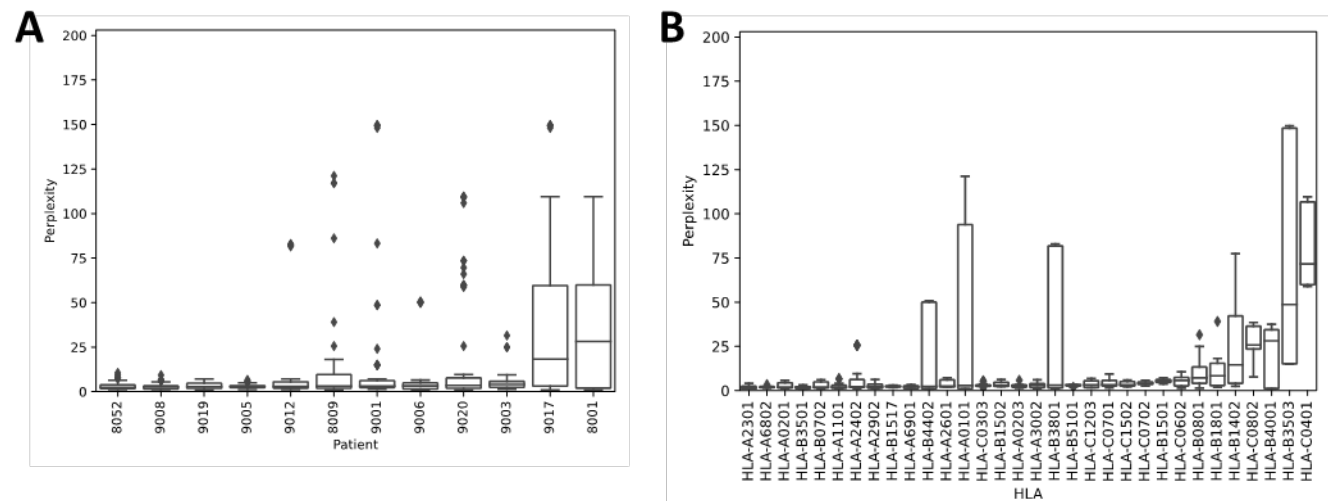 A
200
175
150
125
100
75
50
25
0
Perplexity
8052
9008
9019
9005
9012
8009
9001
9006
9020
9003
9017
8001
Patient
B
200
175
150
125
100
75
50
25
0
Perplexity
HLA-A2301
HLA-A6802
HLA-A0201
HLA-B3501
HLA-B0702
HLA-A1101
HLA-A2402
HLA-A2902
HLA-B1517
HLA-A6901
HLA-B4402
HLA-A2601
HLA-A0101
HLA-C0303
HLA-B1502
HLA-A0203
HLA-A3002
HLA-B3801
HLA-B5101
HLA-C1203
HLA-C0701
HLA-C1502
HLA-C0702
HLA-B1501
HLA-C0602
HLA-B0801
HLA-B1801
HLA-B1402
HLA-C0802
HLA-B4001
HLA-B3503
HLA-C0401
HLA